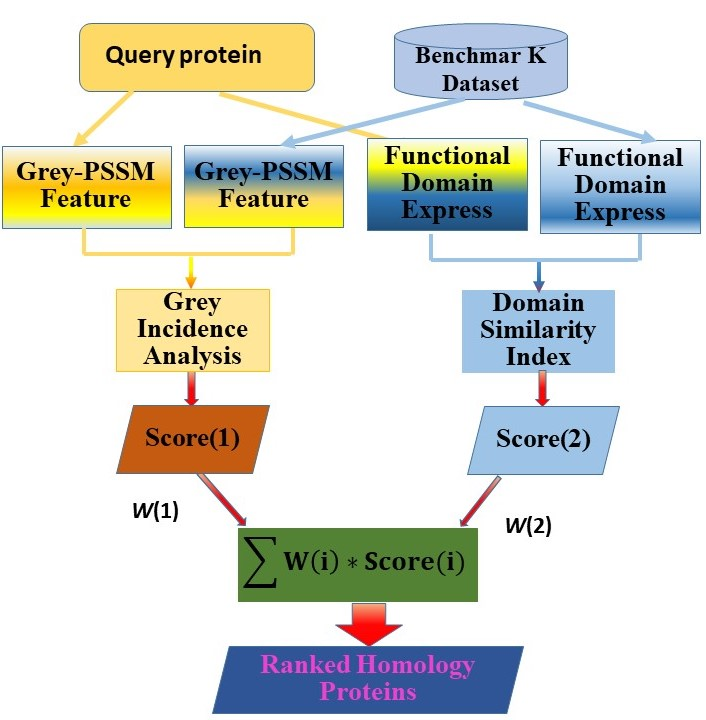 Query protein
Benchmar K
Dataset
Grey-PSSM
Feature
Grey-PSSM
Feature
Functional
Domain
Express
Functional
Domain
Express
Grey
Incidence
Analysis
Domain
Similarity
Index
Score(1)
Score(2)
W(1)
W(2)
∑ W(i) ∗ Score(i)
Ranked Homology
Proteins